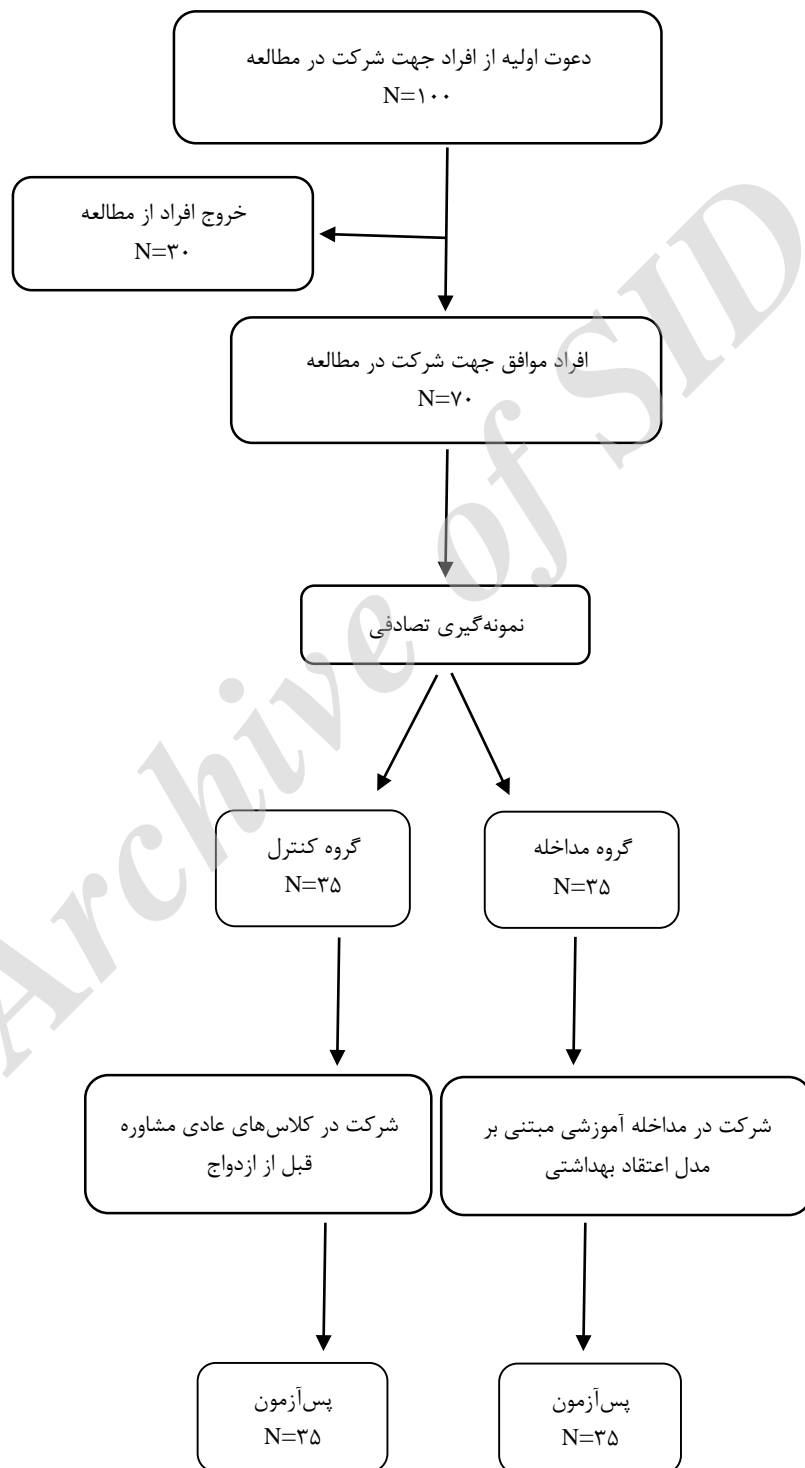 دعوت اولیه از افراد جهت شرکت در مطالعه
N=۱۰۰
خروج افراد از مطالعه
N=۳۰
افراد موافق جهت شرکت در مطالعه
N=۷۰
نمونه‌گیری تصادفی
گروه مداخله
N=۳۵
گروه کنترل
N=۳۵
شرکت در مداخله آموزشی مبتنی بر
مدل اعتقاد بهداشتی
شرکت در کلاس‌های عادی مشاوره
قبل از ازدواج
پس‌آزمون
N=۳۵
پس‌آزمون
N=۳۵
Archive of SID